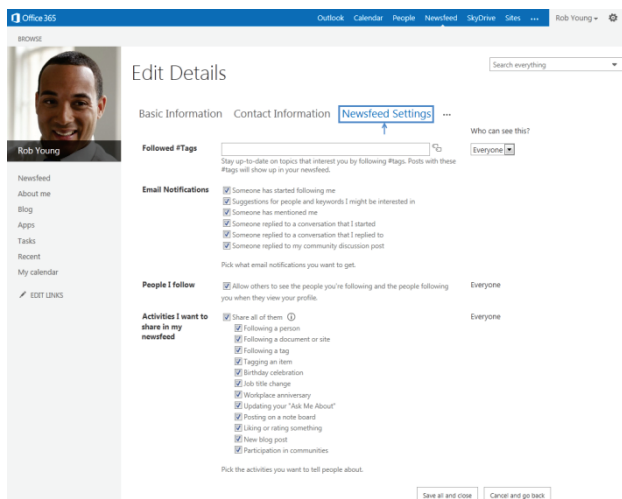 Office 365
Outlook Calendar People Newsfeed SkyDrive Sites ... Rob Young
BROWSE
Edit Details
Search everything
Basic Information Contact Information Newsfeed Settings ...
Who can see this?
Rob Young
Followed #Tags
Everyone
Stay up-to-date on topics that interest you by following #tags. Posts with these
#tags will show up in your newsfeed.
Newsfeed
About me
Blog
Apps
Tasks
Recent
My calendar
EDIT LINKS
Email Notifications
Someone has started following me
Suggestions for people and keywords I might be interested in
Someone has mentioned me
Someone replied to a conversation that I started
Someone replied to a conversation that I replied to
Someone replied to my community discussion post
Pick what email notifications you want to get.
People I follow
Allow others to see the people you're following and the people following
you when they view your profile.
Everyone
Activities I want to
share in my
newsfeed
Share all of them
Everyone
Following a person
Following a document or site
Following a tag
Tagging an item
Birthday celebration
Job title change
Workplace anniversary
Updating your "Ask Me About"
Posting on a note board
Liking or rating something
New blog post
Participation in communities
Pick the activities you want to tell people about.
Save all and close Cancel and go back